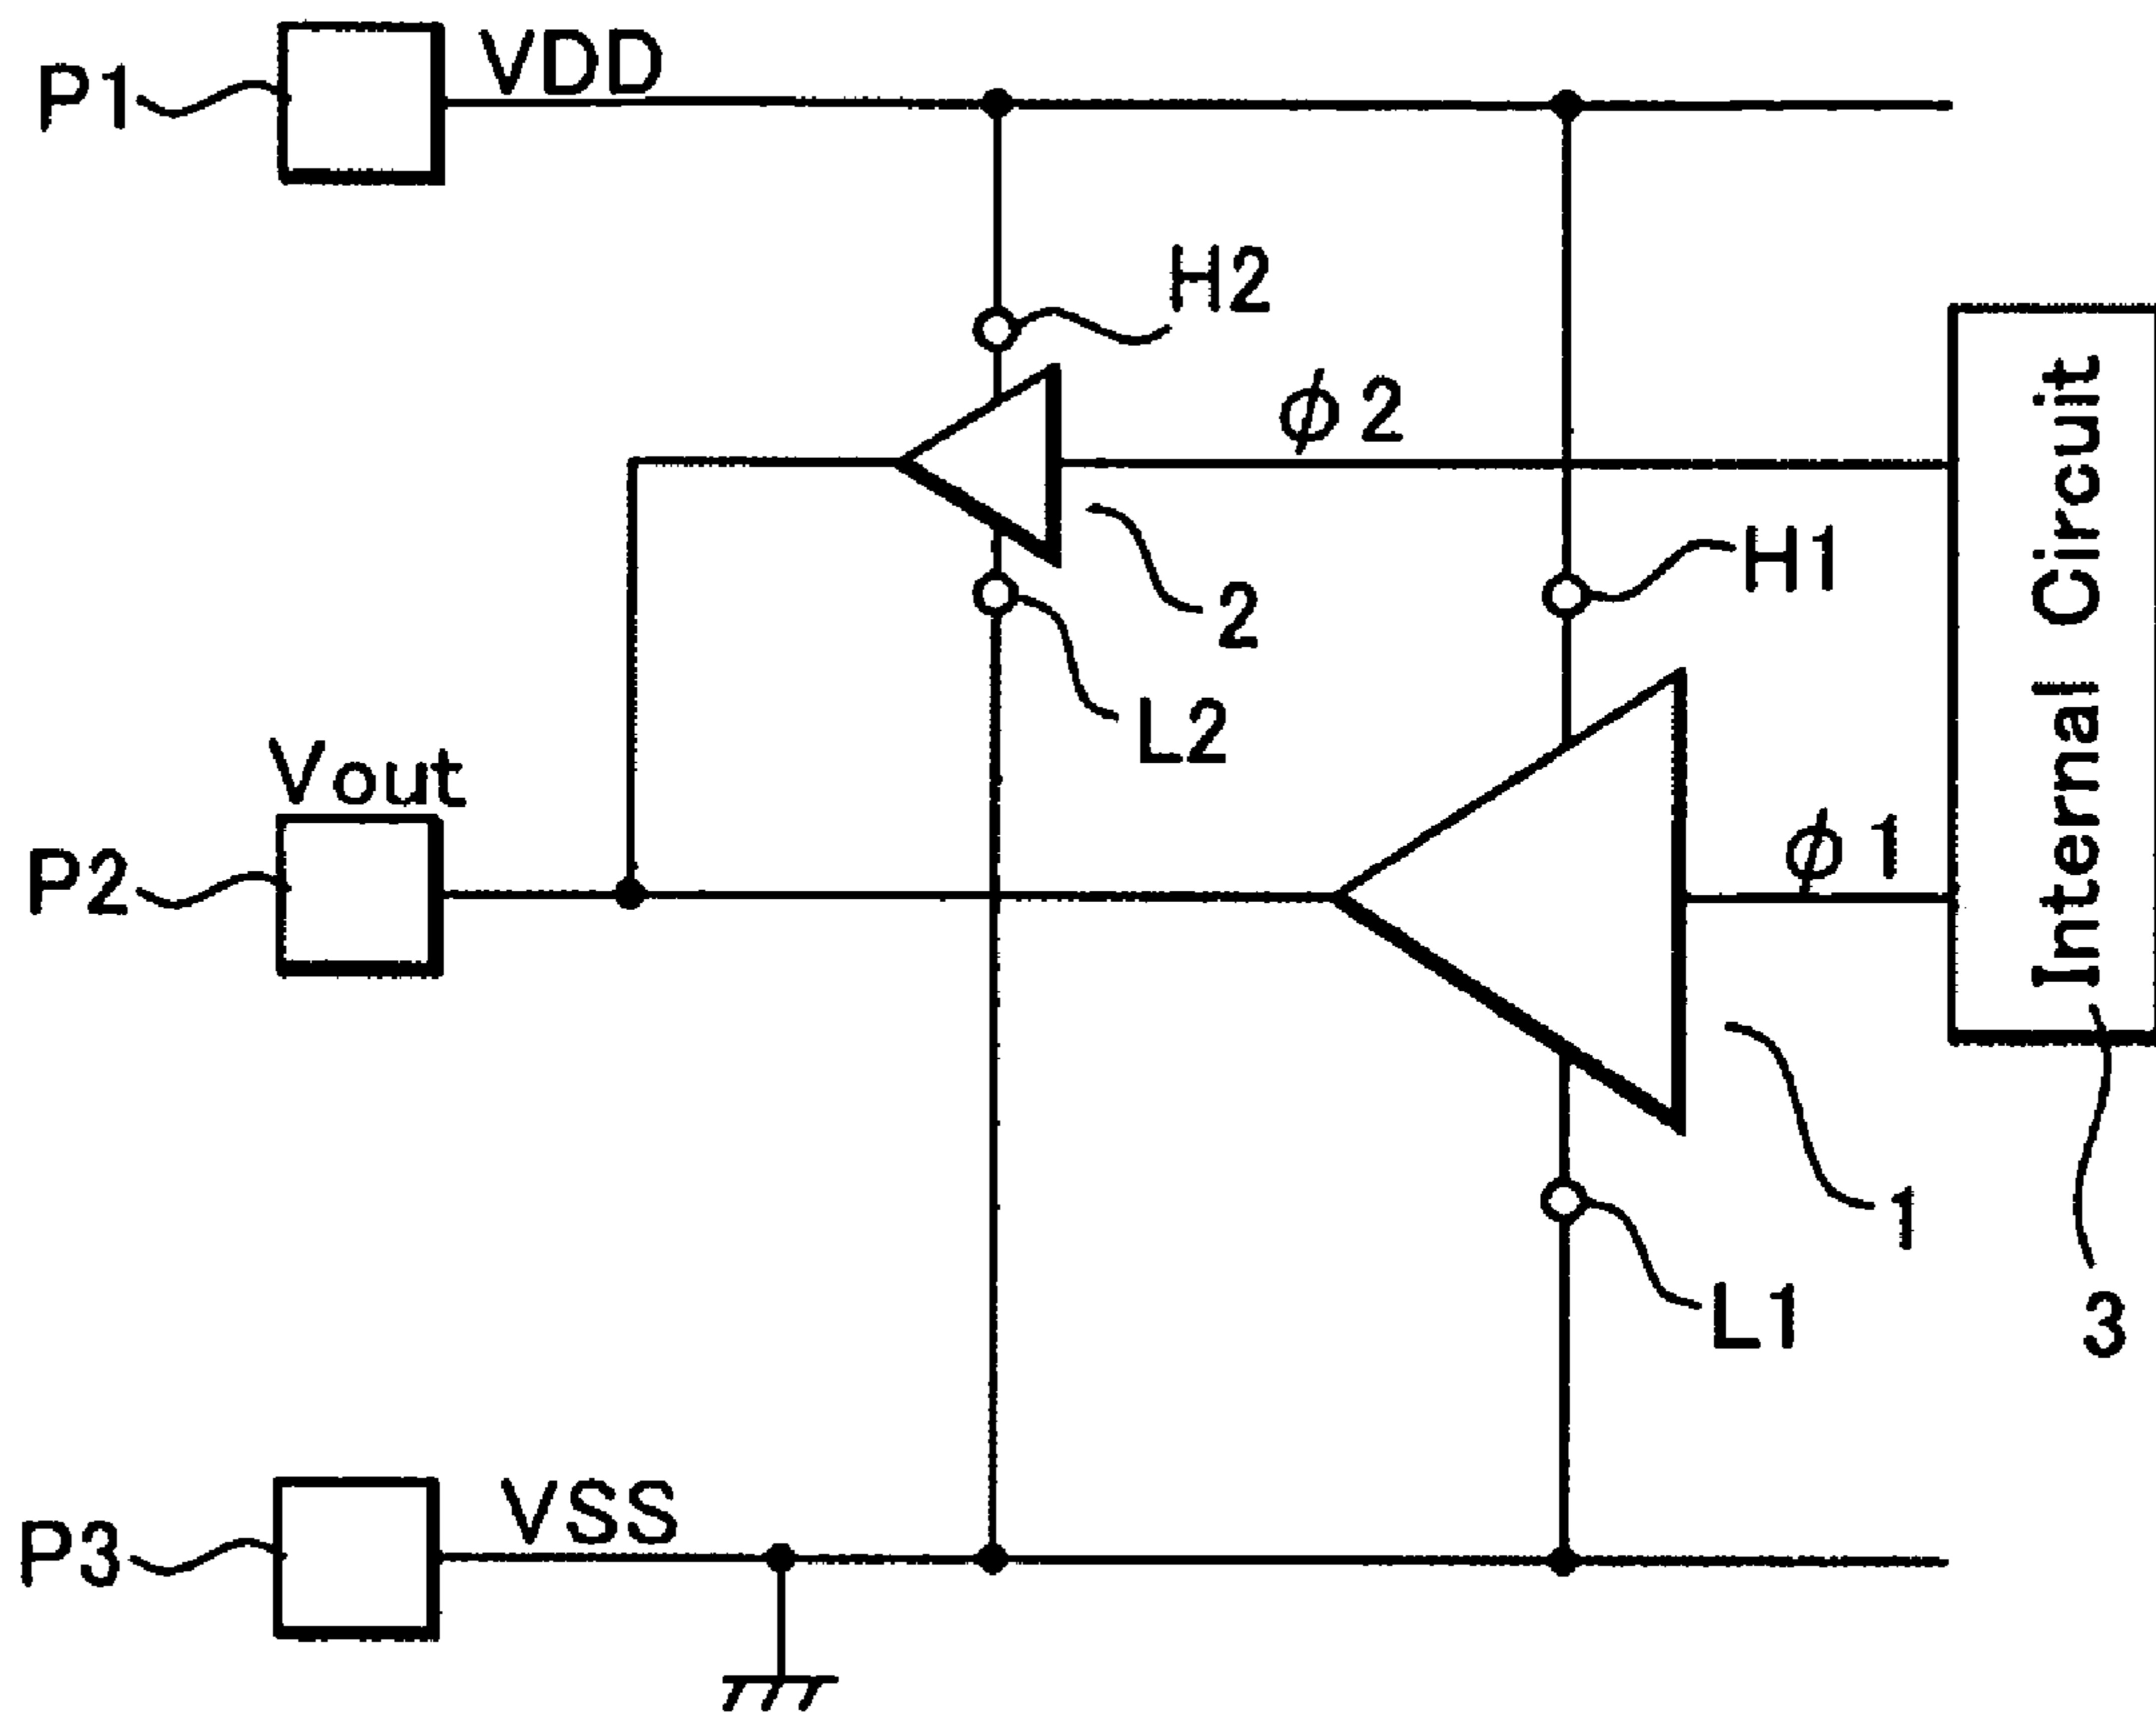 P1
VDD
H2
φ2
H1
2
L2
Vout
P2
φ1
Internal Circuit
1
L1
3
P3
VSS